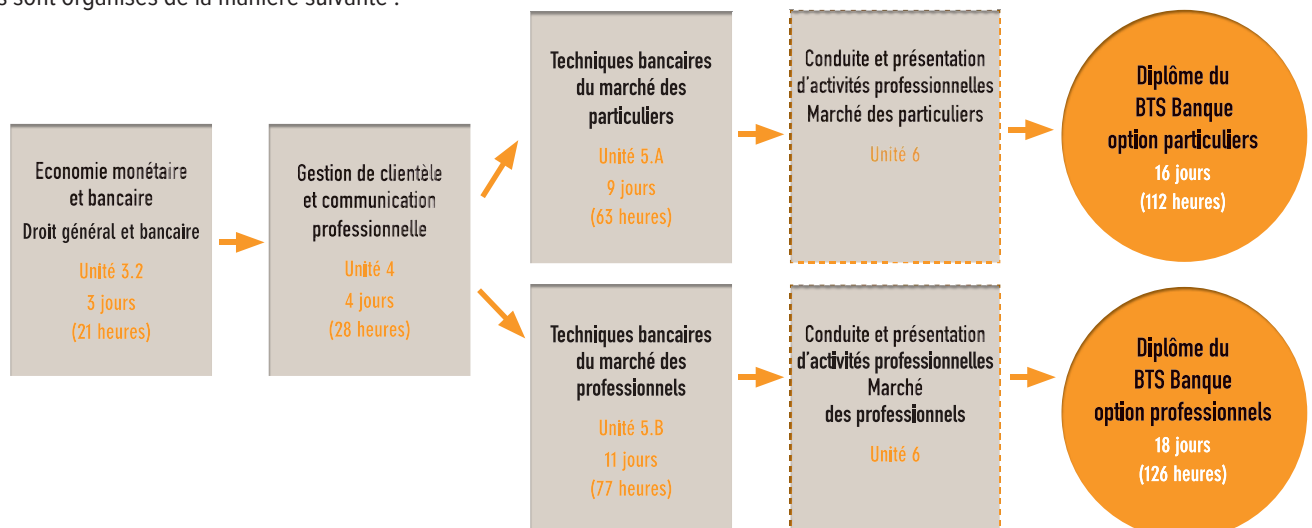 s sont organisés de la manière suivante :
Economie monétaire
et bancaire
Droit général et bancaire
Unité 3.2
3 jours
(21 heures)
Gestion de clientèle
et communication
professionnelle
Unité 4
4 jours
(28 heures)
Techniques bancaires
du marché des
particuliers
Unité 5.A
9 jours
(63 heures)
Conduite et présentation
d'activités professionnelles
Marché des particuliers
Unité 6
Diplôme du
BTS Banque
option particuliers
16 jours
(112 heures)
Techniques bancaires
du marché des
professionnels
Unité 5.B
11 jours
(77 heures)
Conduite et présentation
d'activités professionnelles
Marché
des professionnels
Unité 6
Diplôme du
BTS Banque
option professionnels
18 jours
(126 heures)